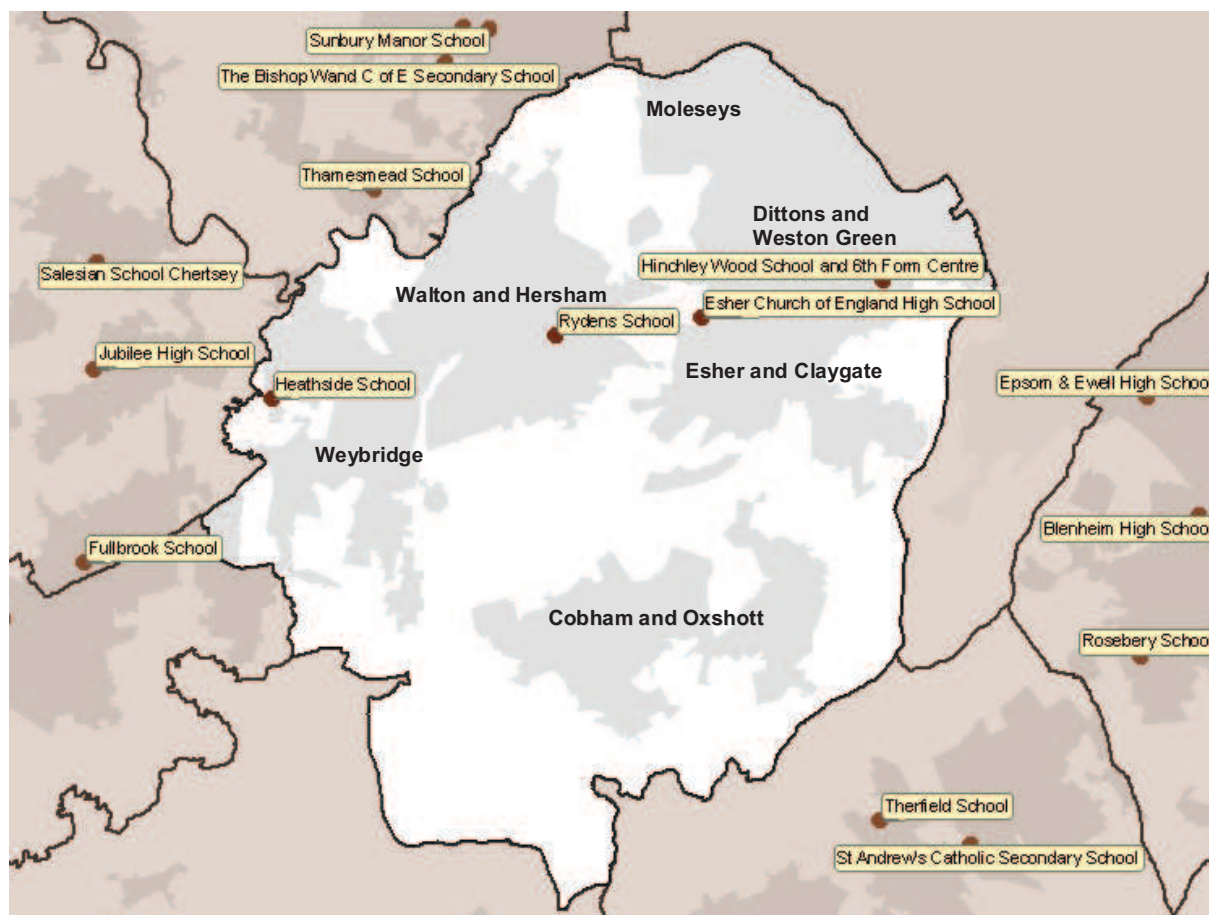 Sunbury Manor School
The Bishop Wand C of E Secondary School
Moleseys
Thamesmead School
Dittons and
Weston Green
Salesian School Chertsey
Hinchley Wood School and 6th Form Centre
Walton and Hersham
Esher Church of England High School
Rydens School
Jubilee High School
Heathside School
Esher and Claygate
Epsom & Ewell High School
Weybridge
Blenheim High School
Fullbrook School
Cobham and Oxshott
Rosebery School
Therfield School
St Andrew's Catholic Secondary School